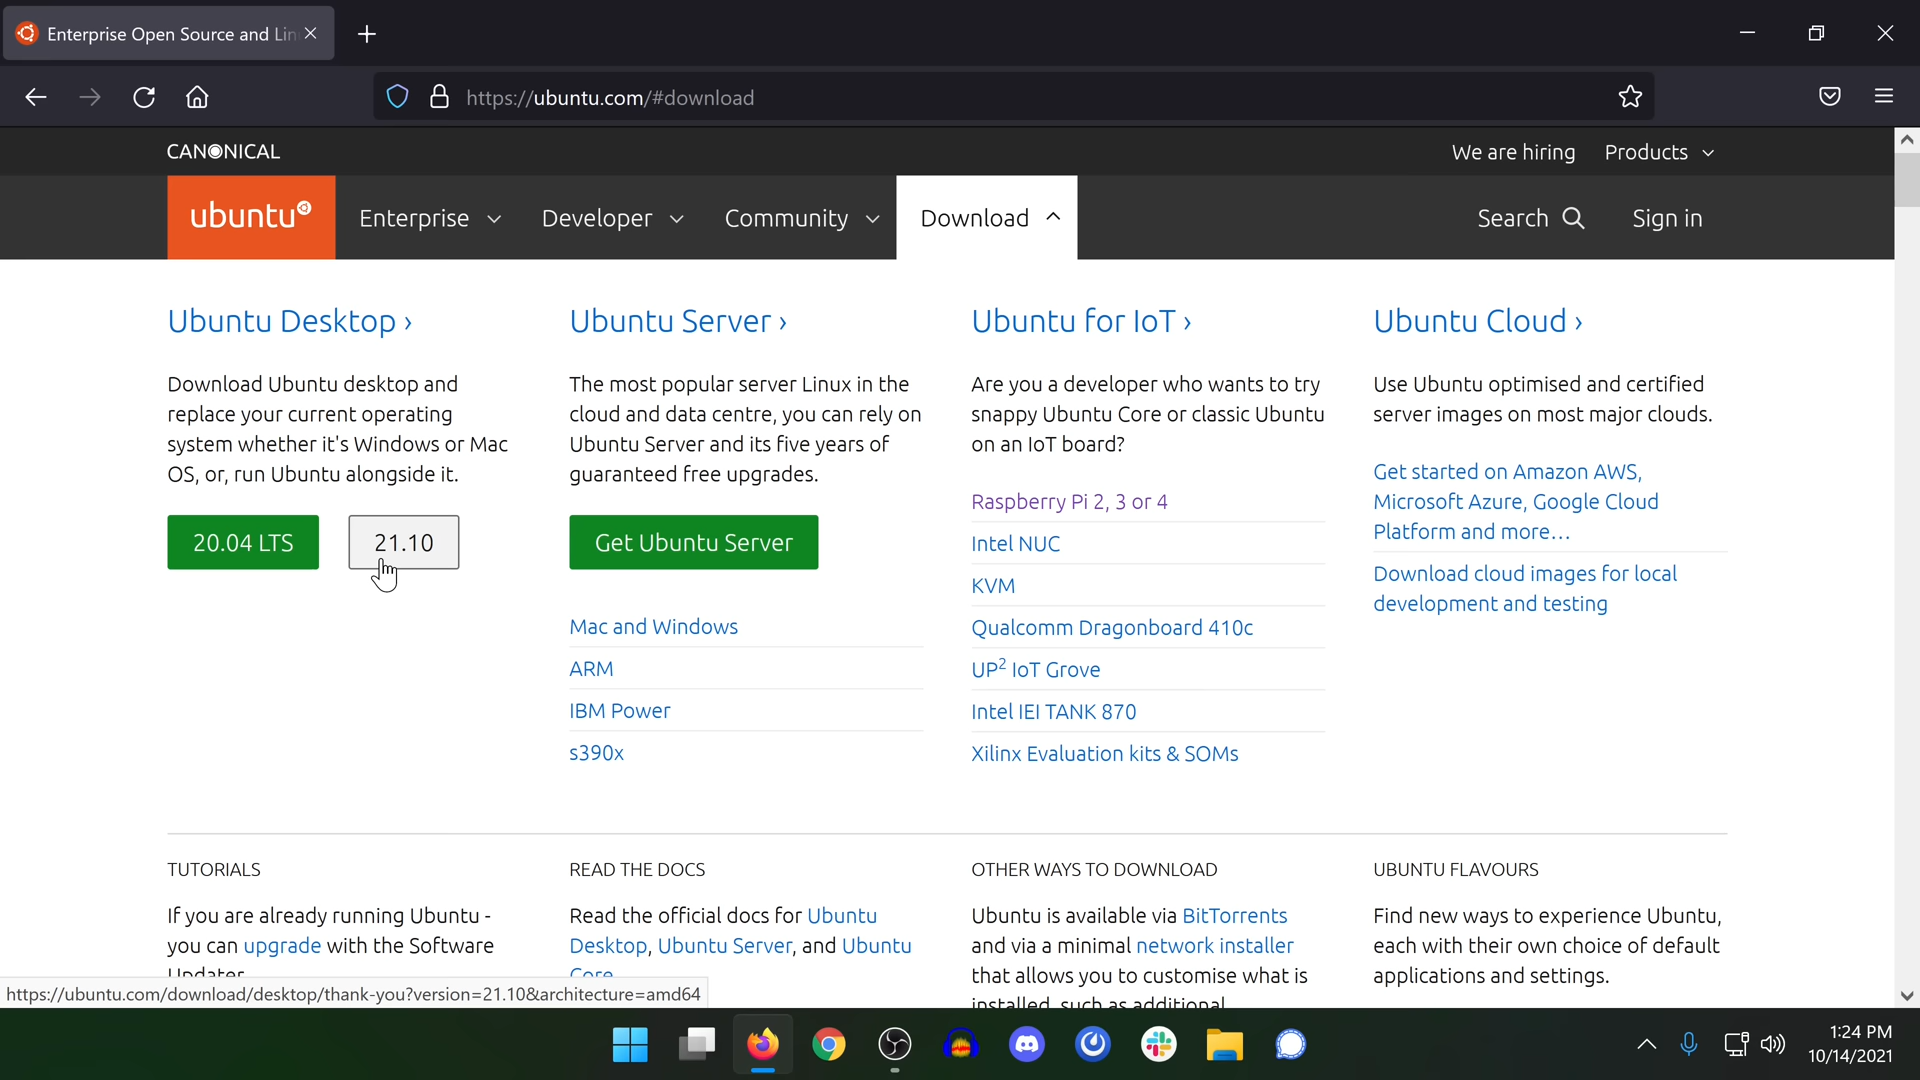 Enterprise Open Source and Lin
https://ubuntu.com/#download
CANONICAL
We are hiring
Products
ubuntu
Enterprise
Developer
Community
Download
Search
Sign in
Ubuntu Desktop ›
Download Ubuntu desktop and
replace your current operating
system whether it's Windows or Mac
OS, or, run Ubuntu alongside it.
20.04 LTS
21.10
Ubuntu Server ›
The most popular server Linux in the
cloud and data centre, you can rely on
Ubuntu Server and its five years of
guaranteed free upgrades.
Get Ubuntu Server
Mac and Windows
ARM
IBM Power
s390x
Ubuntu for IoT ›
Are you a developer who wants to try
snappy Ubuntu Core or classic Ubuntu
on an IoT board?
Raspberry Pi 2, 3 or 4
Intel NUC
KVM
Qualcomm Dragonboard 410c
UP² IoT Grove
Intel IEI TANK 870
Xilinx Evaluation kits & SOMs
Ubuntu Cloud ›
Use Ubuntu optimised and certified
server images on most major clouds.
Get started on Amazon AWS,
Microsoft Azure, Google Cloud
Platform and more…
Download cloud images for local
development and testing
TUTORIALS
If you are already running Ubuntu -
you can upgrade with the Software
Updater
READ THE DOCS
Read the official docs for Ubuntu
Desktop, Ubuntu Server, and Ubuntu
Core
OTHER WAYS TO DOWNLOAD
Ubuntu is available via BitTorrents
and via a minimal network installer
that allows you to customise what is
installed, such as additional
UBUNTU FLAVOURS
Find new ways to experience Ubuntu,
each with their own choice of default
applications and settings.
https://ubuntu.com/download/desktop/thank-you?version=21.10&architecture=amd64
1:24 PM
10/14/2021